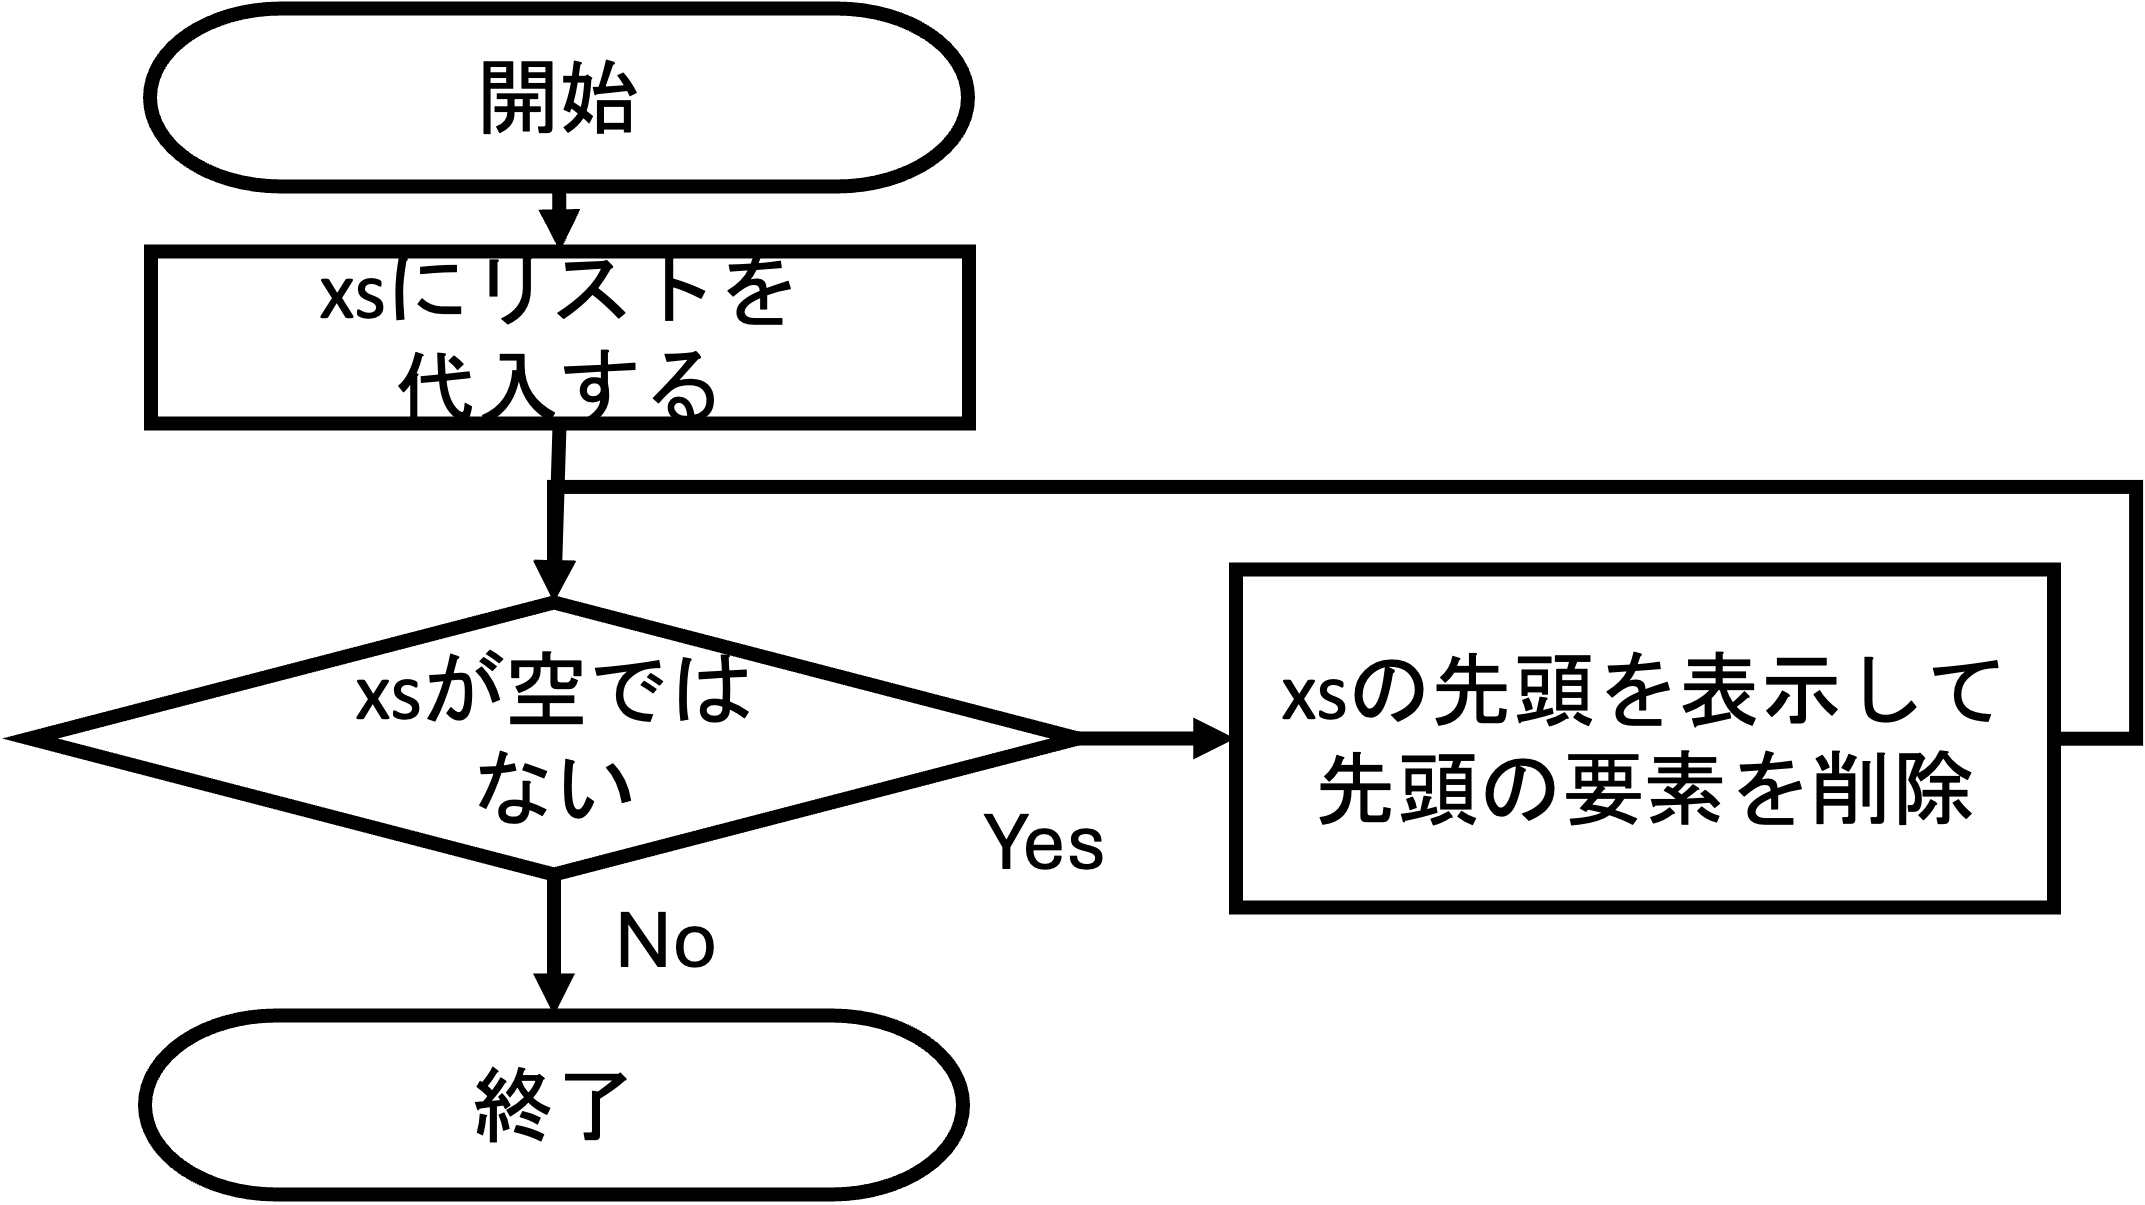 開始
xsにリストを
代入する
xsが空では
ない
Yes
xsの先頭を表示して
先頭の要素を削除
No
終了